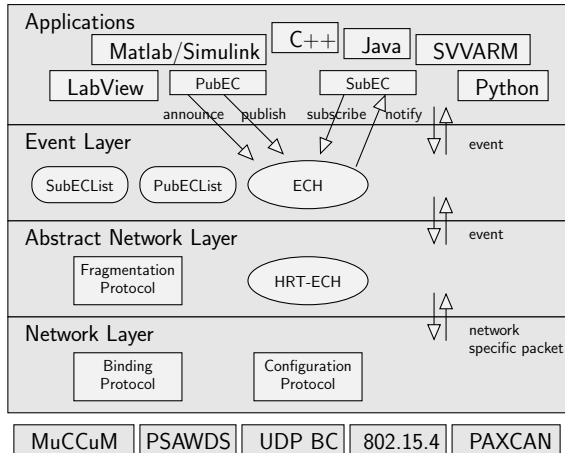 Applications
C++
Matlab/Simulink
Java
SVVARM
LabView
PubEC
SubEC
Python
announce
publish
subscribe
notify
Event Layer
event
SubECList
PubECList
ECH
Abstract Network Layer
event
Fragmentation
Protocol
HRT-ECH
Network Layer
network
specific packet
Binding
Protocol
Configuration
Protocol
MuCCuM
PSAWDS
UDP BC
802.15.4
PAXCAN